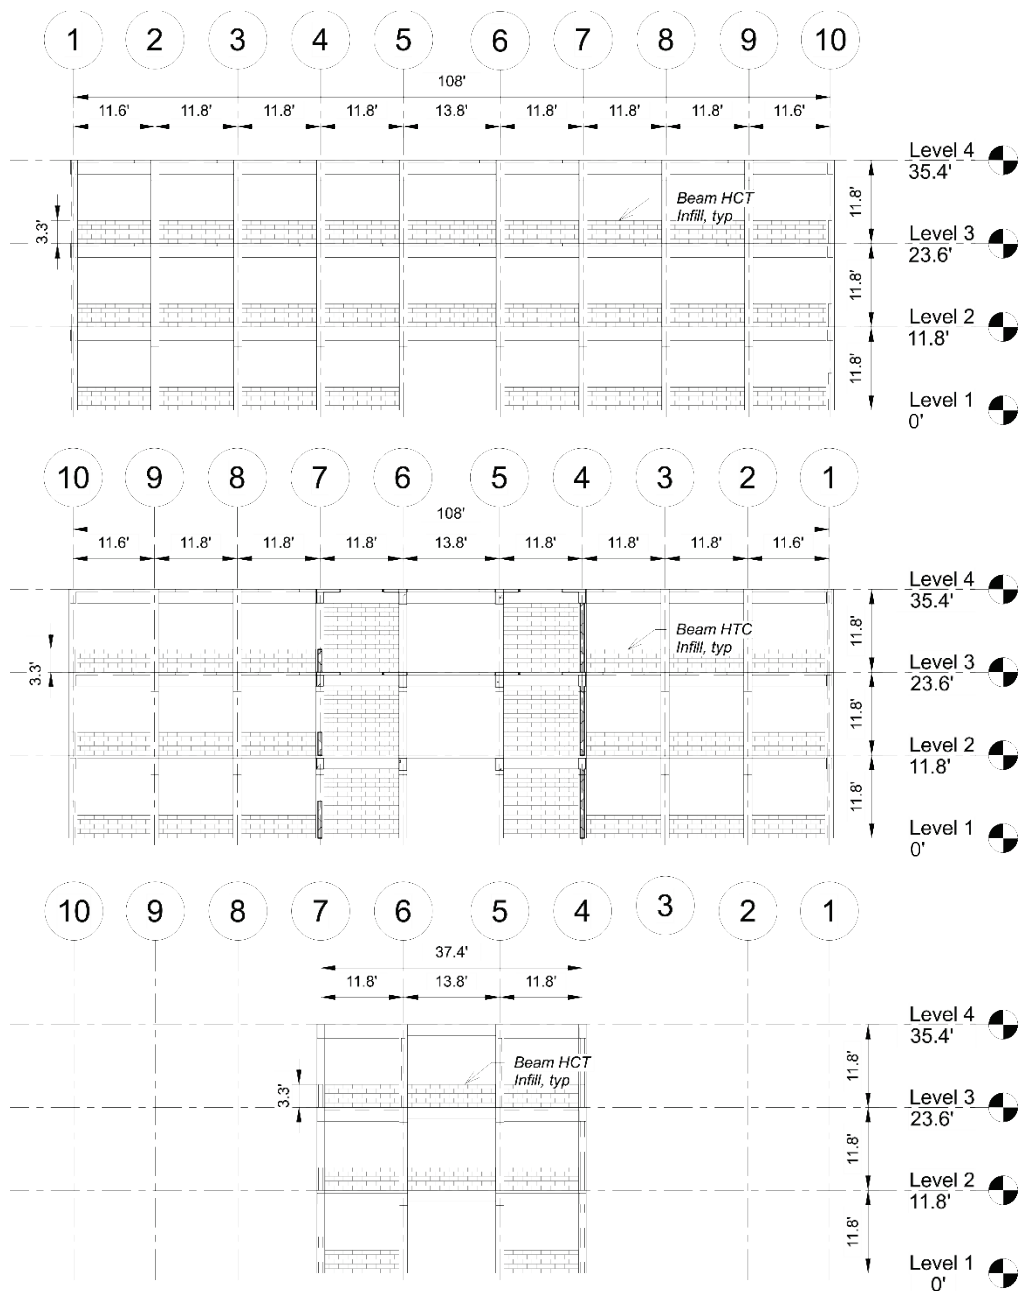 1 2 3 4 5 6 7 8 9 10
108'
11.6' 11.8' 11.8' 11.8' 13.8' 11.8' 11.8' 11.8' 11.6'
Level 4
35.4'
11.8'
Beam HCT
Infill, typ
3.3'
Level 3
23.6'
11.8'
Level 2
11.8'
11.8'
Level 1
0'
10 9 8 7 6 5 4 3 2 1
108'
11.6' 11.8' 11.8' 11.8' 13.8' 11.8' 11.8' 11.8' 11.6'
Level 4
35.4'
11.8'
Beam HTC
Infill, typ
3.3'
Level 3
23.6'
11.8'
Level 2
11.8'
11.8'
Level 1
0'
10 9 8 7 6 5 4 3 2 1
37.4'
11.8' 13.8' 11.8'
Level 4
35.4'
11.8'
Beam HCT
Infill, typ
3.3'
Level 3
23.6'
11.8'
Level 2
11.8'
11.8'
Level 1
0'